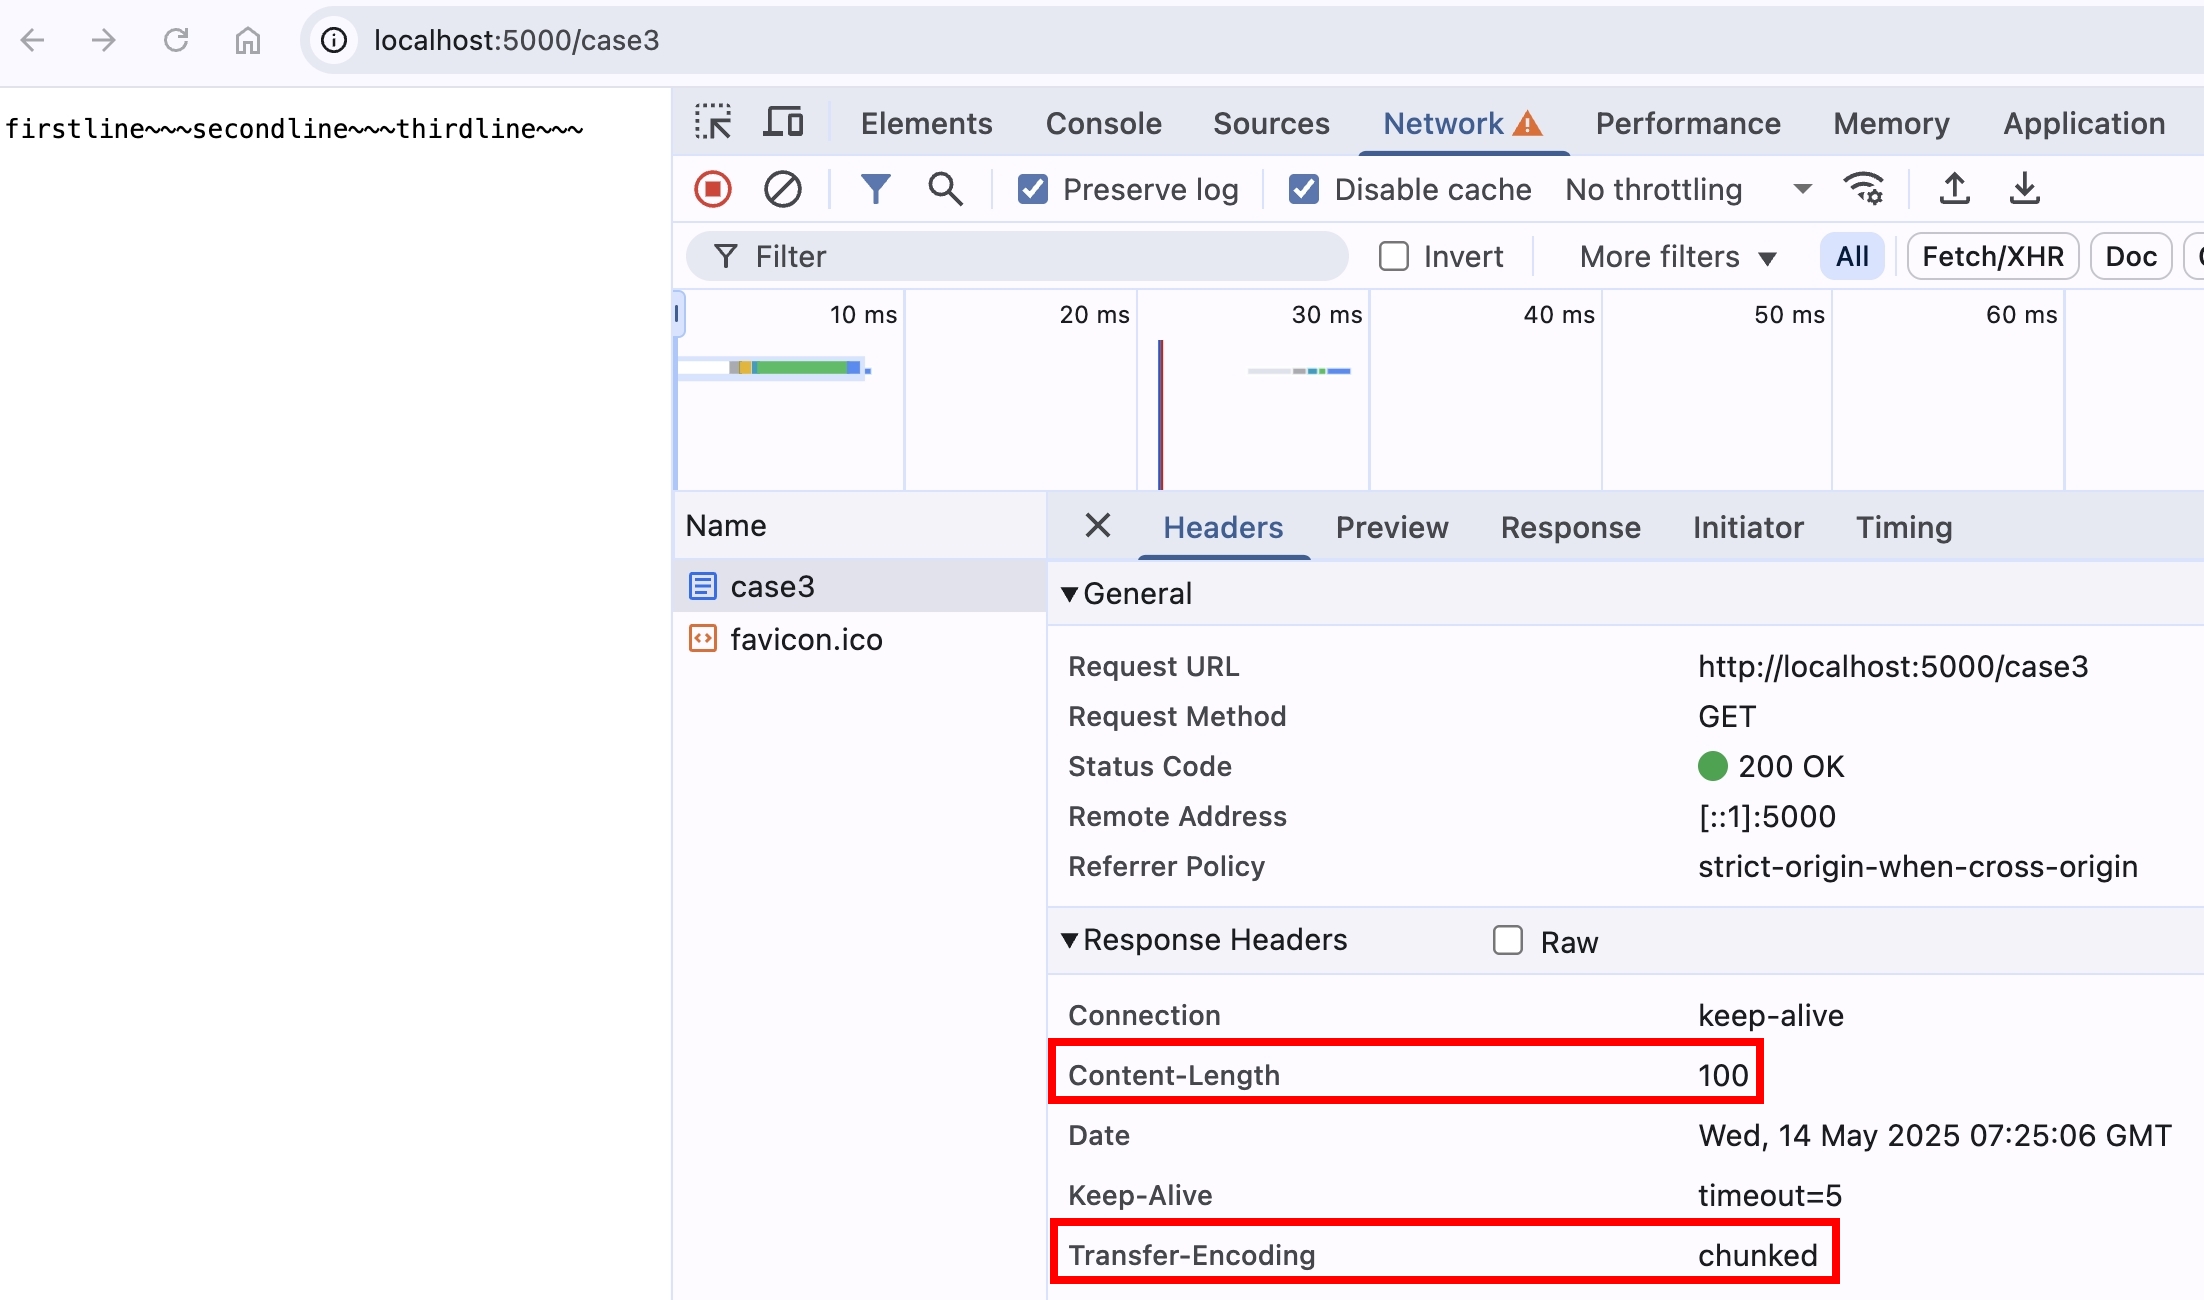 localhost:5000/case3
firstline~~~secondline~~~thirdline~~~
Elements Console Sources Network Performance Memory Application
Preserve log Disable cache No throttling
Filter Invert More filters All Fetch/XHR Doc
10 ms 20 ms 30 ms 40 ms 50 ms 60 ms
Name
case3
favicon.ico
Headers Preview Response Initiator Timing
General
Request URL http://localhost:5000/case3
Request Method GET
Status Code 200 OK
Remote Address [::1]:5000
Referrer Policy strict-origin-when-cross-origin
Response Headers Raw
Connection keep-alive
Content-Length 100
Date Wed, 14 May 2025 07:25:06 GMT
Keep-Alive timeout=5
Transfer-Encoding chunked